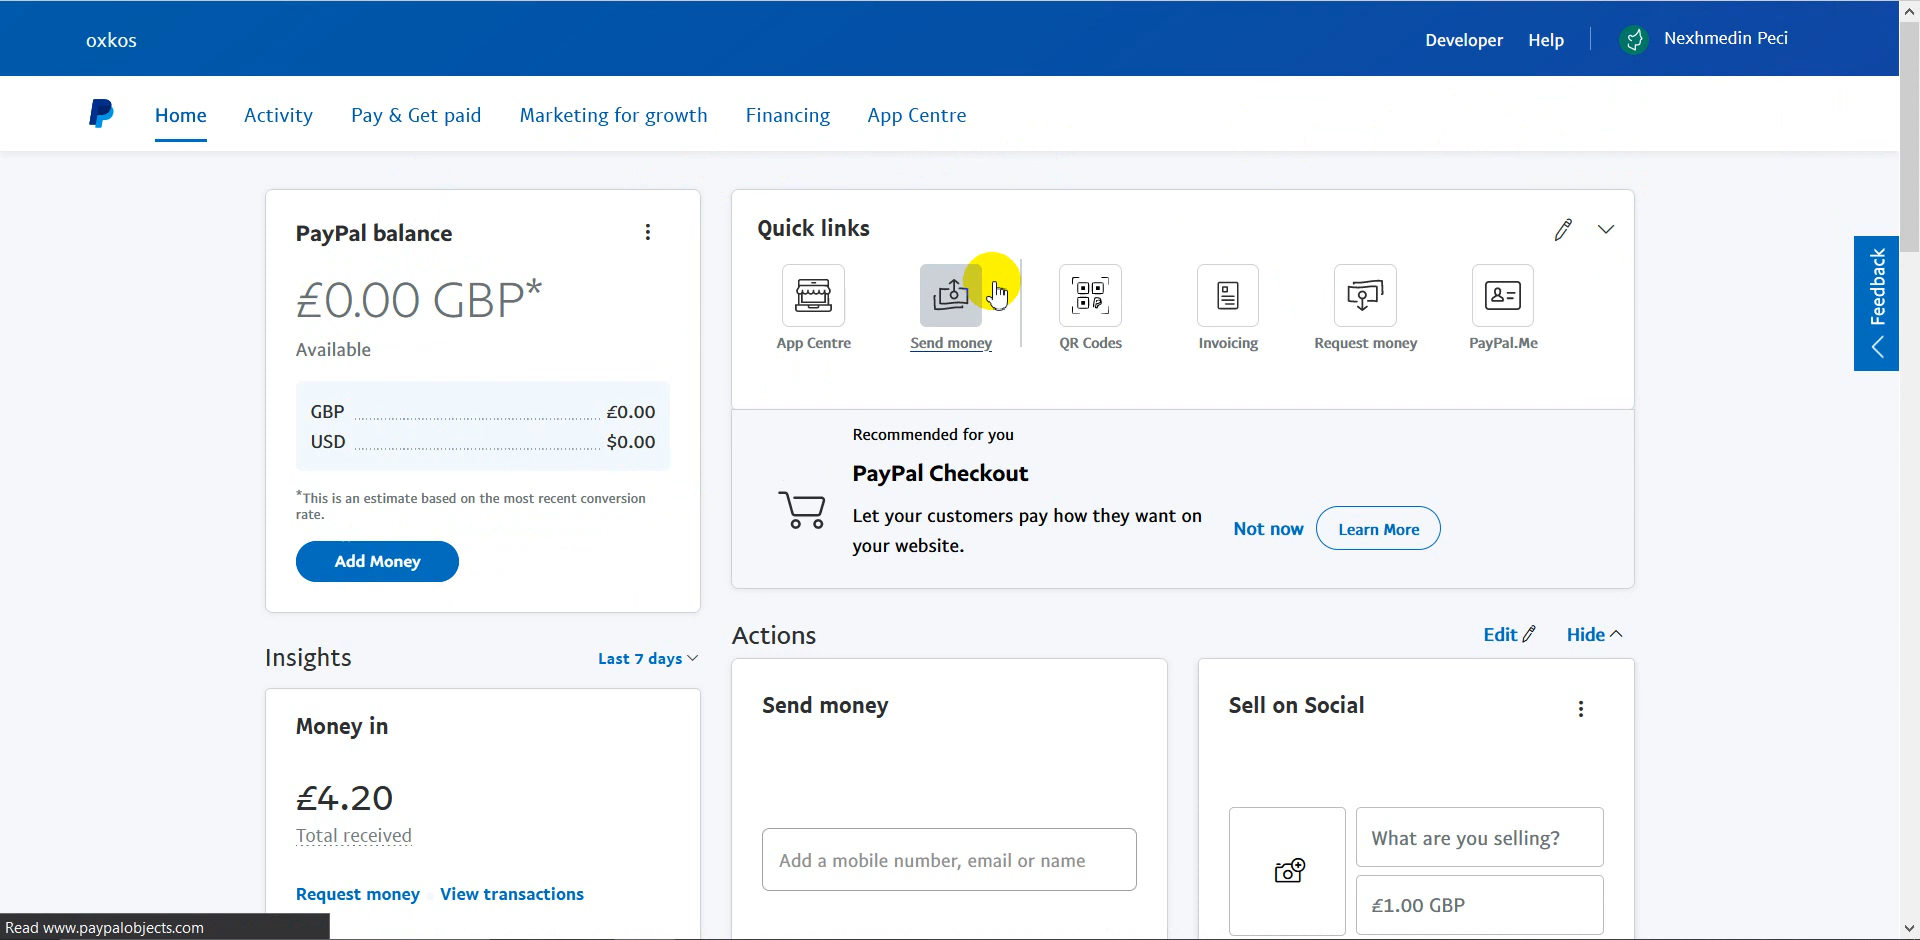 oxkos
Developer
Help
Nexhmedin Peci
Home
Activity
Pay & Get paid
Marketing for growth
Financing
App Centre
PayPal balance
£0.00 GBP*
Available
GBP £0.00
USD $0.00
*This is an estimate based on the most recent conversion
rate.
Add Money
Quick links
App Centre
Send money
QR Codes
Invoicing
Request money
PayPal.Me
Recommended for you
PayPal Checkout
Let your customers pay how they want on
your website.
Not now
Learn More
Feedback
Insights
Last 7 days
Money in
£4.20
Total received
Request money
View transactions
Actions
Edit
Hide
Send money
Add a mobile number, email or name
Sell on Social
What are you selling?
£1.00 GBP
Read www.paypalobjects.com